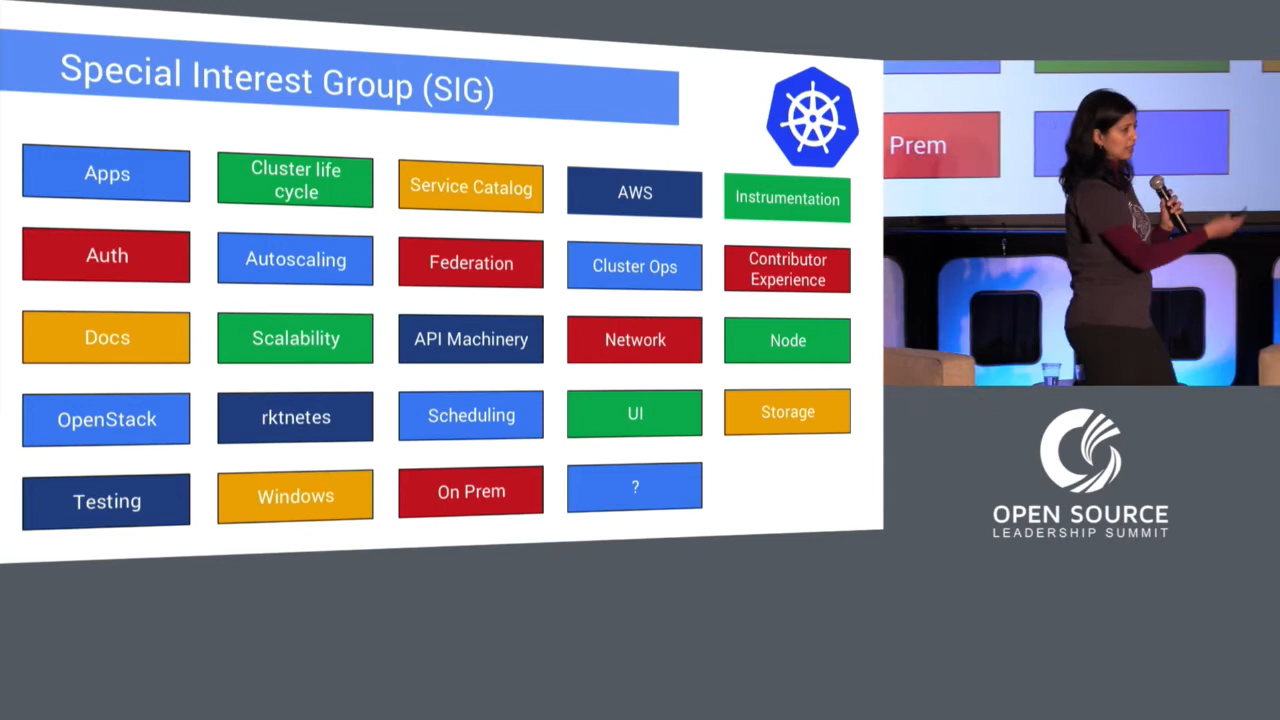 Special Interest Group (SIG)
Apps
Cluster life
cycle
Service Catalog
AWS
Instrumentation
Auth
Autoscaling
Federation
Cluster Ops
Contributor
Experience
Docs
Scalability
API Machinery
Network
Node
OpenStack
rktnetes
Scheduling
UI
Storage
Testing
Windows
On Prem
?
Prem
OPEN SOURCE
LEADERSHIP SUMMIT